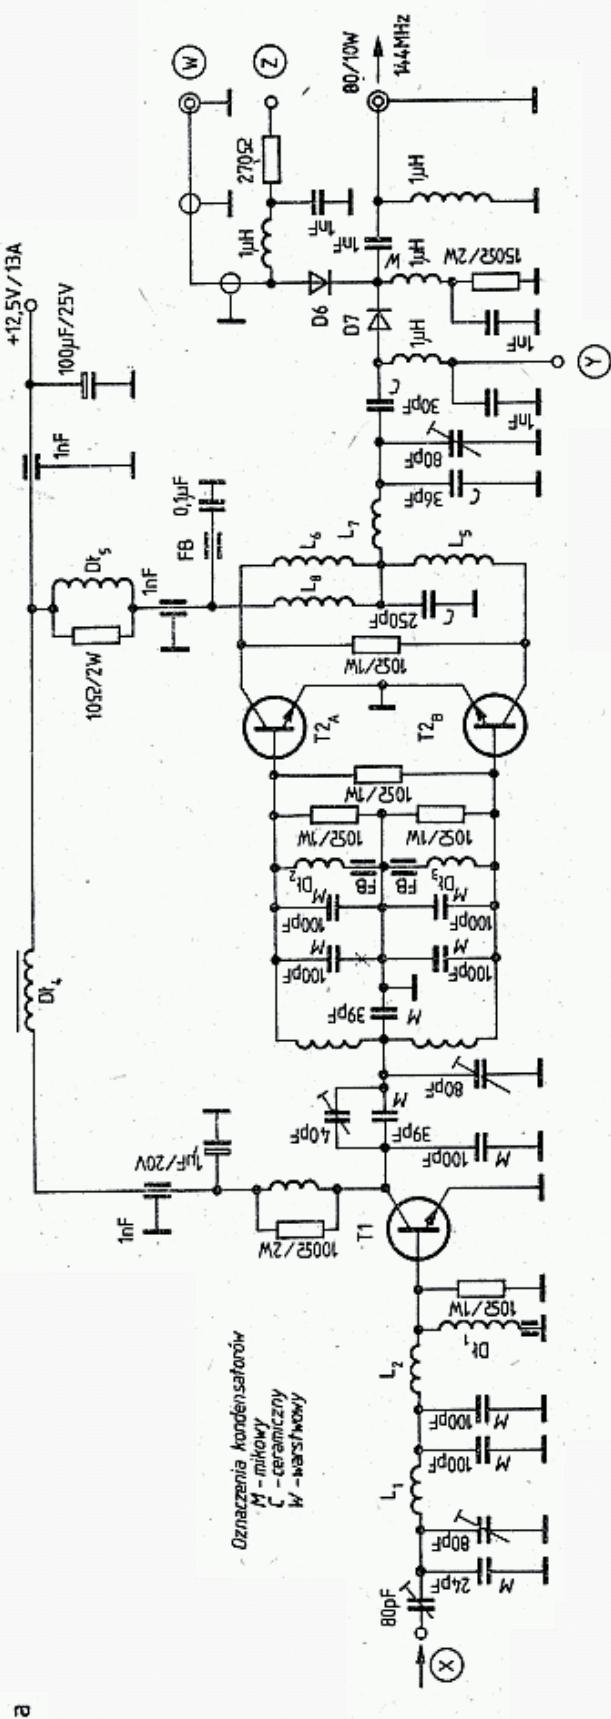 a
Oznaczenia kondensatorów
M - mikowy
C - ceramiczny
W - warstwowy
X
80pF
24pF
M
80pF
L1
100pF
M
100pF
M
L2
Dł1
10Ω/1W
T1
1nF
1µF/20V
100Ω/2W
100pF
M
40pF
39pF
M
80pF
39pF
M
Dł4
100pF
M
100pF
M
100pF
M
100pF
M
Dł2
FB
FB
Dł3
10Ω/1W
10Ω/1W
10Ω/1W
T2A
T2B
10Ω/1W
250pF
C
L8
L6
L5
L7
10Ω/2W
Dł5
1nF
FB
0,1µF
1nF
100µF/25V
+12,5V/13A
36pF
C
80pF
30pF
C
1nF
1µH
Y
D7
D6
1µH
1nF
270Ω
Z
W
1nF
W
1µH
1nF
150Ω/2W
1µH
80/10W
144MHz